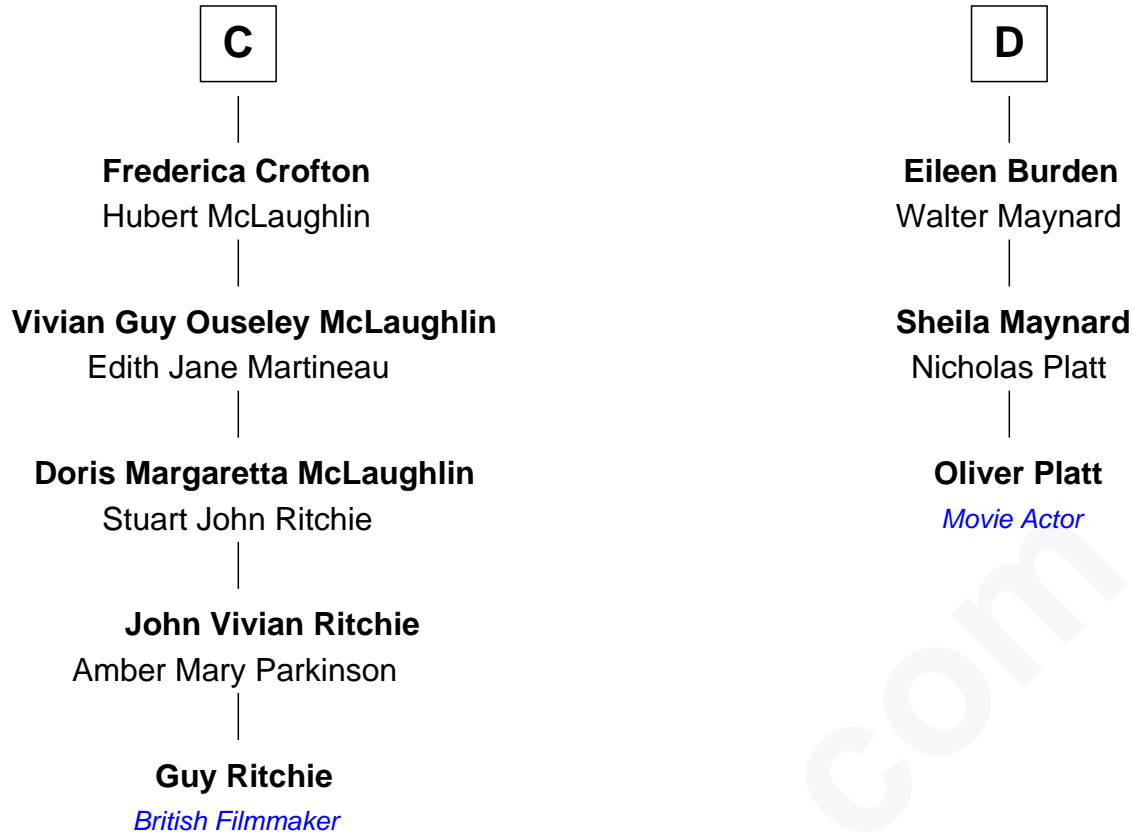 C
Frederica Crofton
Hubert McLaughlin
Vivian Guy Ouseley McLaughlin
Edith Jane Martineau
Doris Margaretta McLaughlin
Stuart John Ritchie
John Vivian Ritchie
Amber Mary Parkinson
Guy Ritchie
British Filmmaker
D
Eileen Burden
Walter Maynard
Sheila Maynard
Nicholas Platt
Oliver Platt
Movie Actor
com